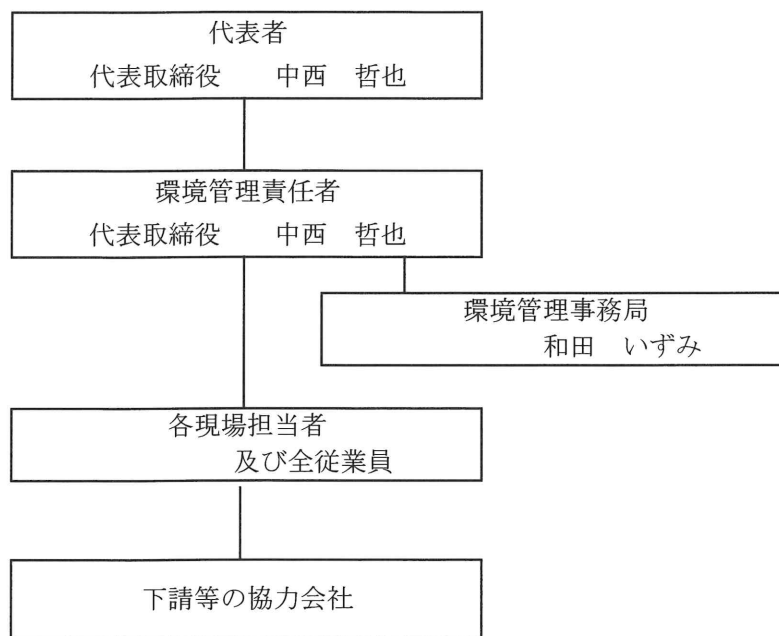 代表者
代表取締役　　中西　哲也
環境管理責任者
代表取締役　　中西　哲也
環境管理事務局
和田　いずみ
各現場担当者
及び全従業員
下請等の協力会社